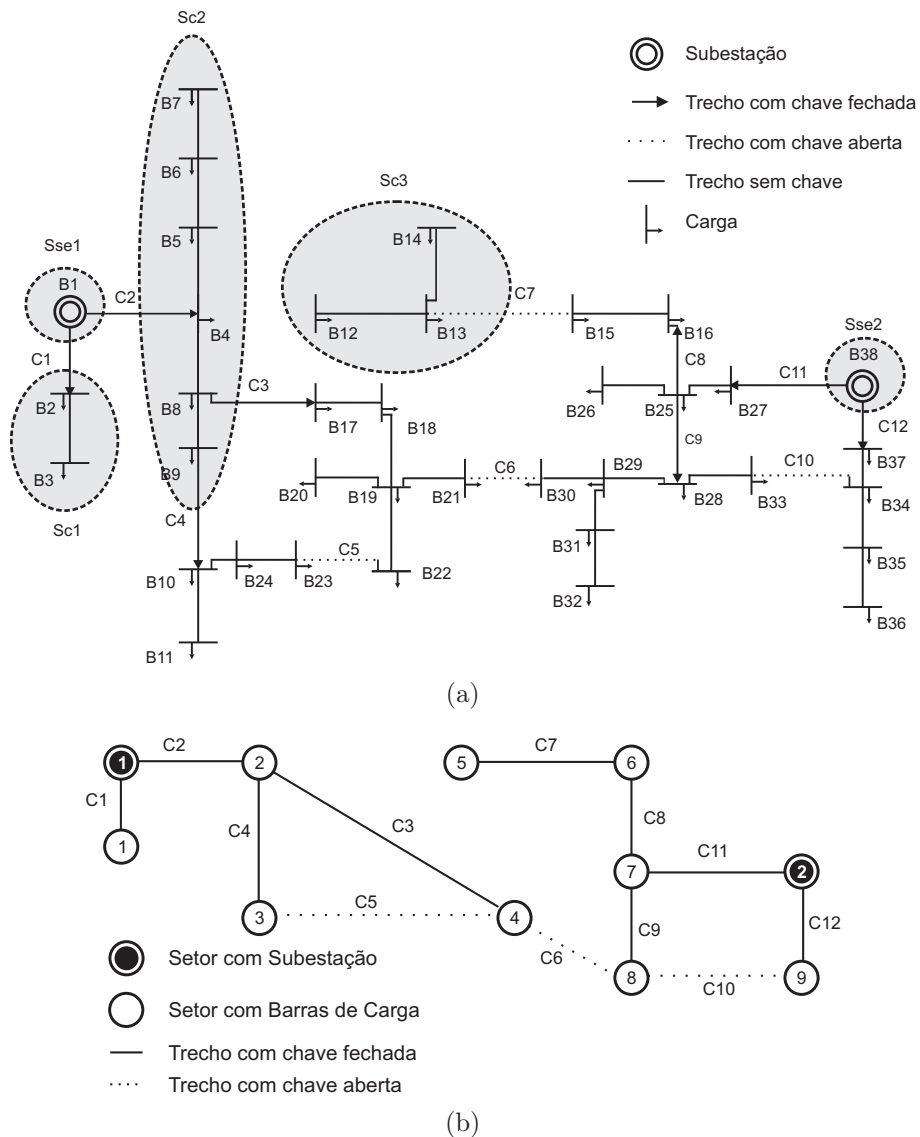 Sc2
Subestação
Trecho com chave fechada
Trecho com chave aberta
Trecho sem chave
Carga
B7
B6
B5
Sc3
B14
Sse1
B1
C2
B4
B12
B13
C7
B15
B16
Sse2
B38
C1
C8
C11
B2
B3
Sc1
C3
B8
B9
B17
B18
B26
B25
B27
C12
C9
B37
C4
B20
B19
B21
C6
B30
B29
B28
B33
C10
B34
B10
B24
B23
C5
B22
B31
B32
B35
B36
B11
(a)
1
C2
2
5
C7
6
C1
C4
C3
C8
1
7
C11
2
3
C5
4
C9
C12
C6
8
C10
9
Setor com Subestação
Setor com Barras de Carga
Trecho com chave fechada
Trecho com chave aberta
(b)